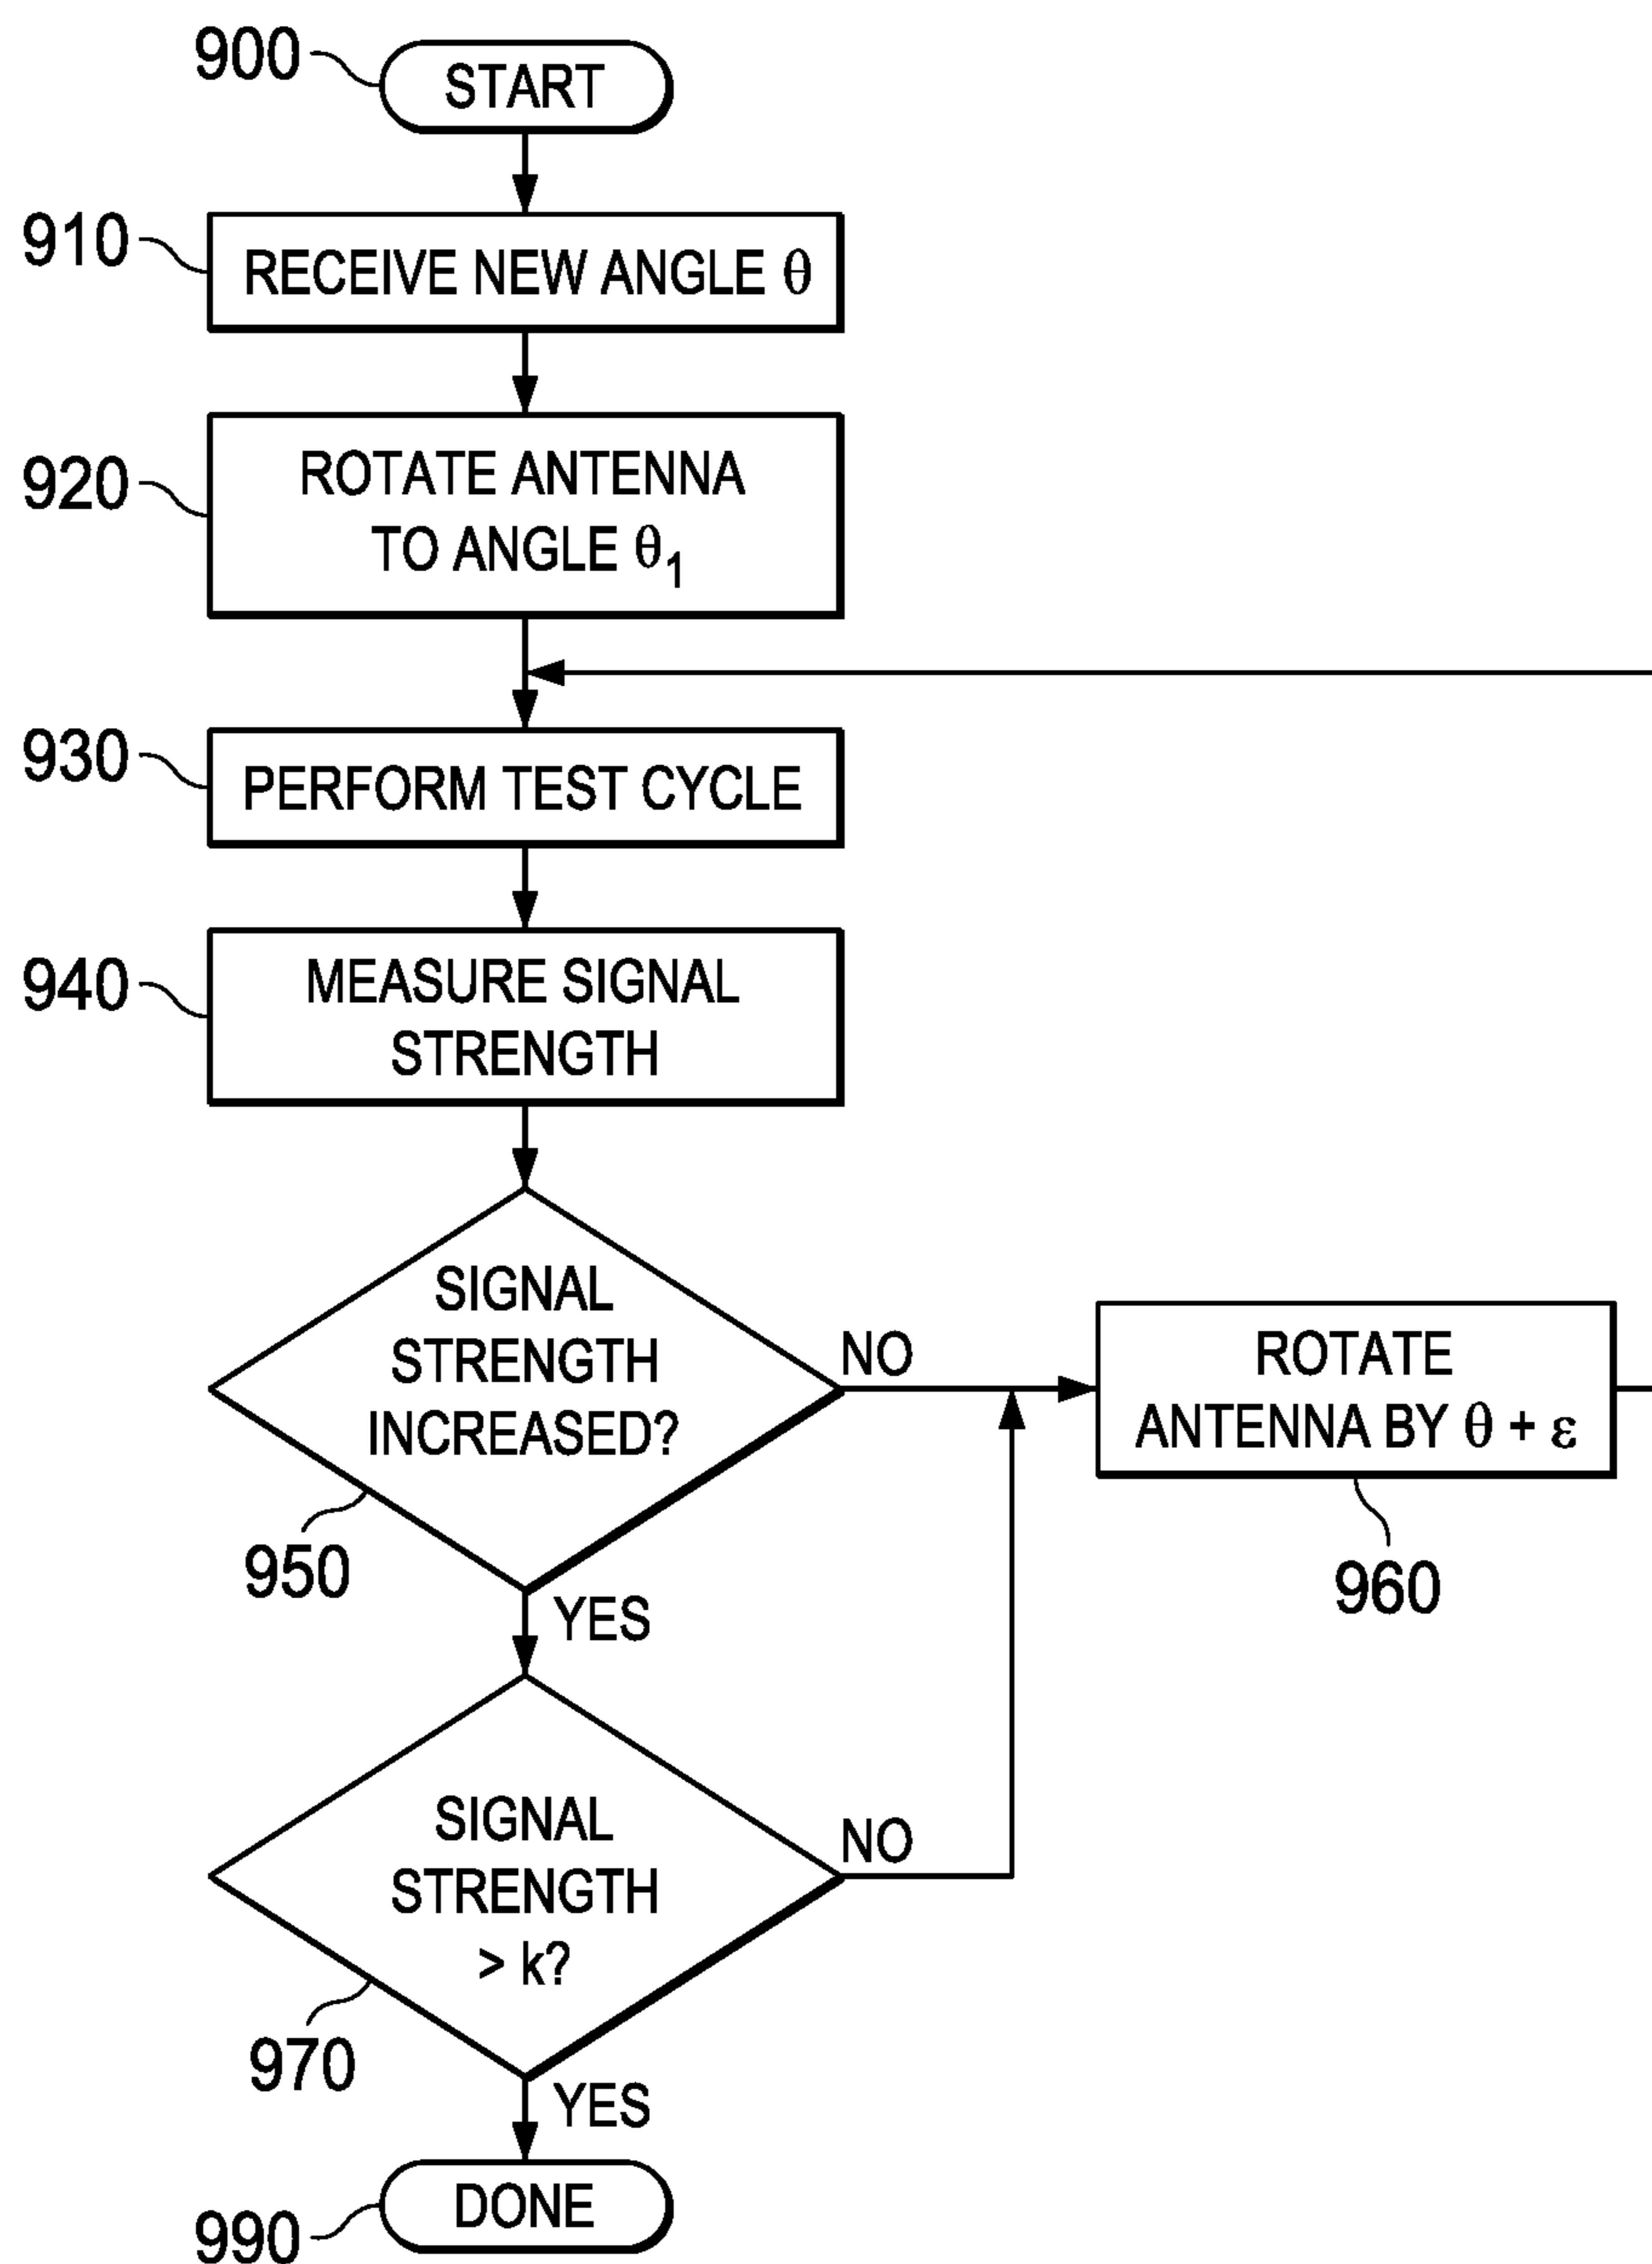 900
START
910
RECEIVE NEW ANGLE θ
920
ROTATE ANTENNA
TO ANGLE θ₁
930
PERFORM TEST CYCLE
940
MEASURE SIGNAL
STRENGTH
SIGNAL
STRENGTH
INCREASED?
NO
950
YES
ROTATE
ANTENNA BY θ + ε
960
SIGNAL
STRENGTH
> k?
NO
970
YES
DONE
990